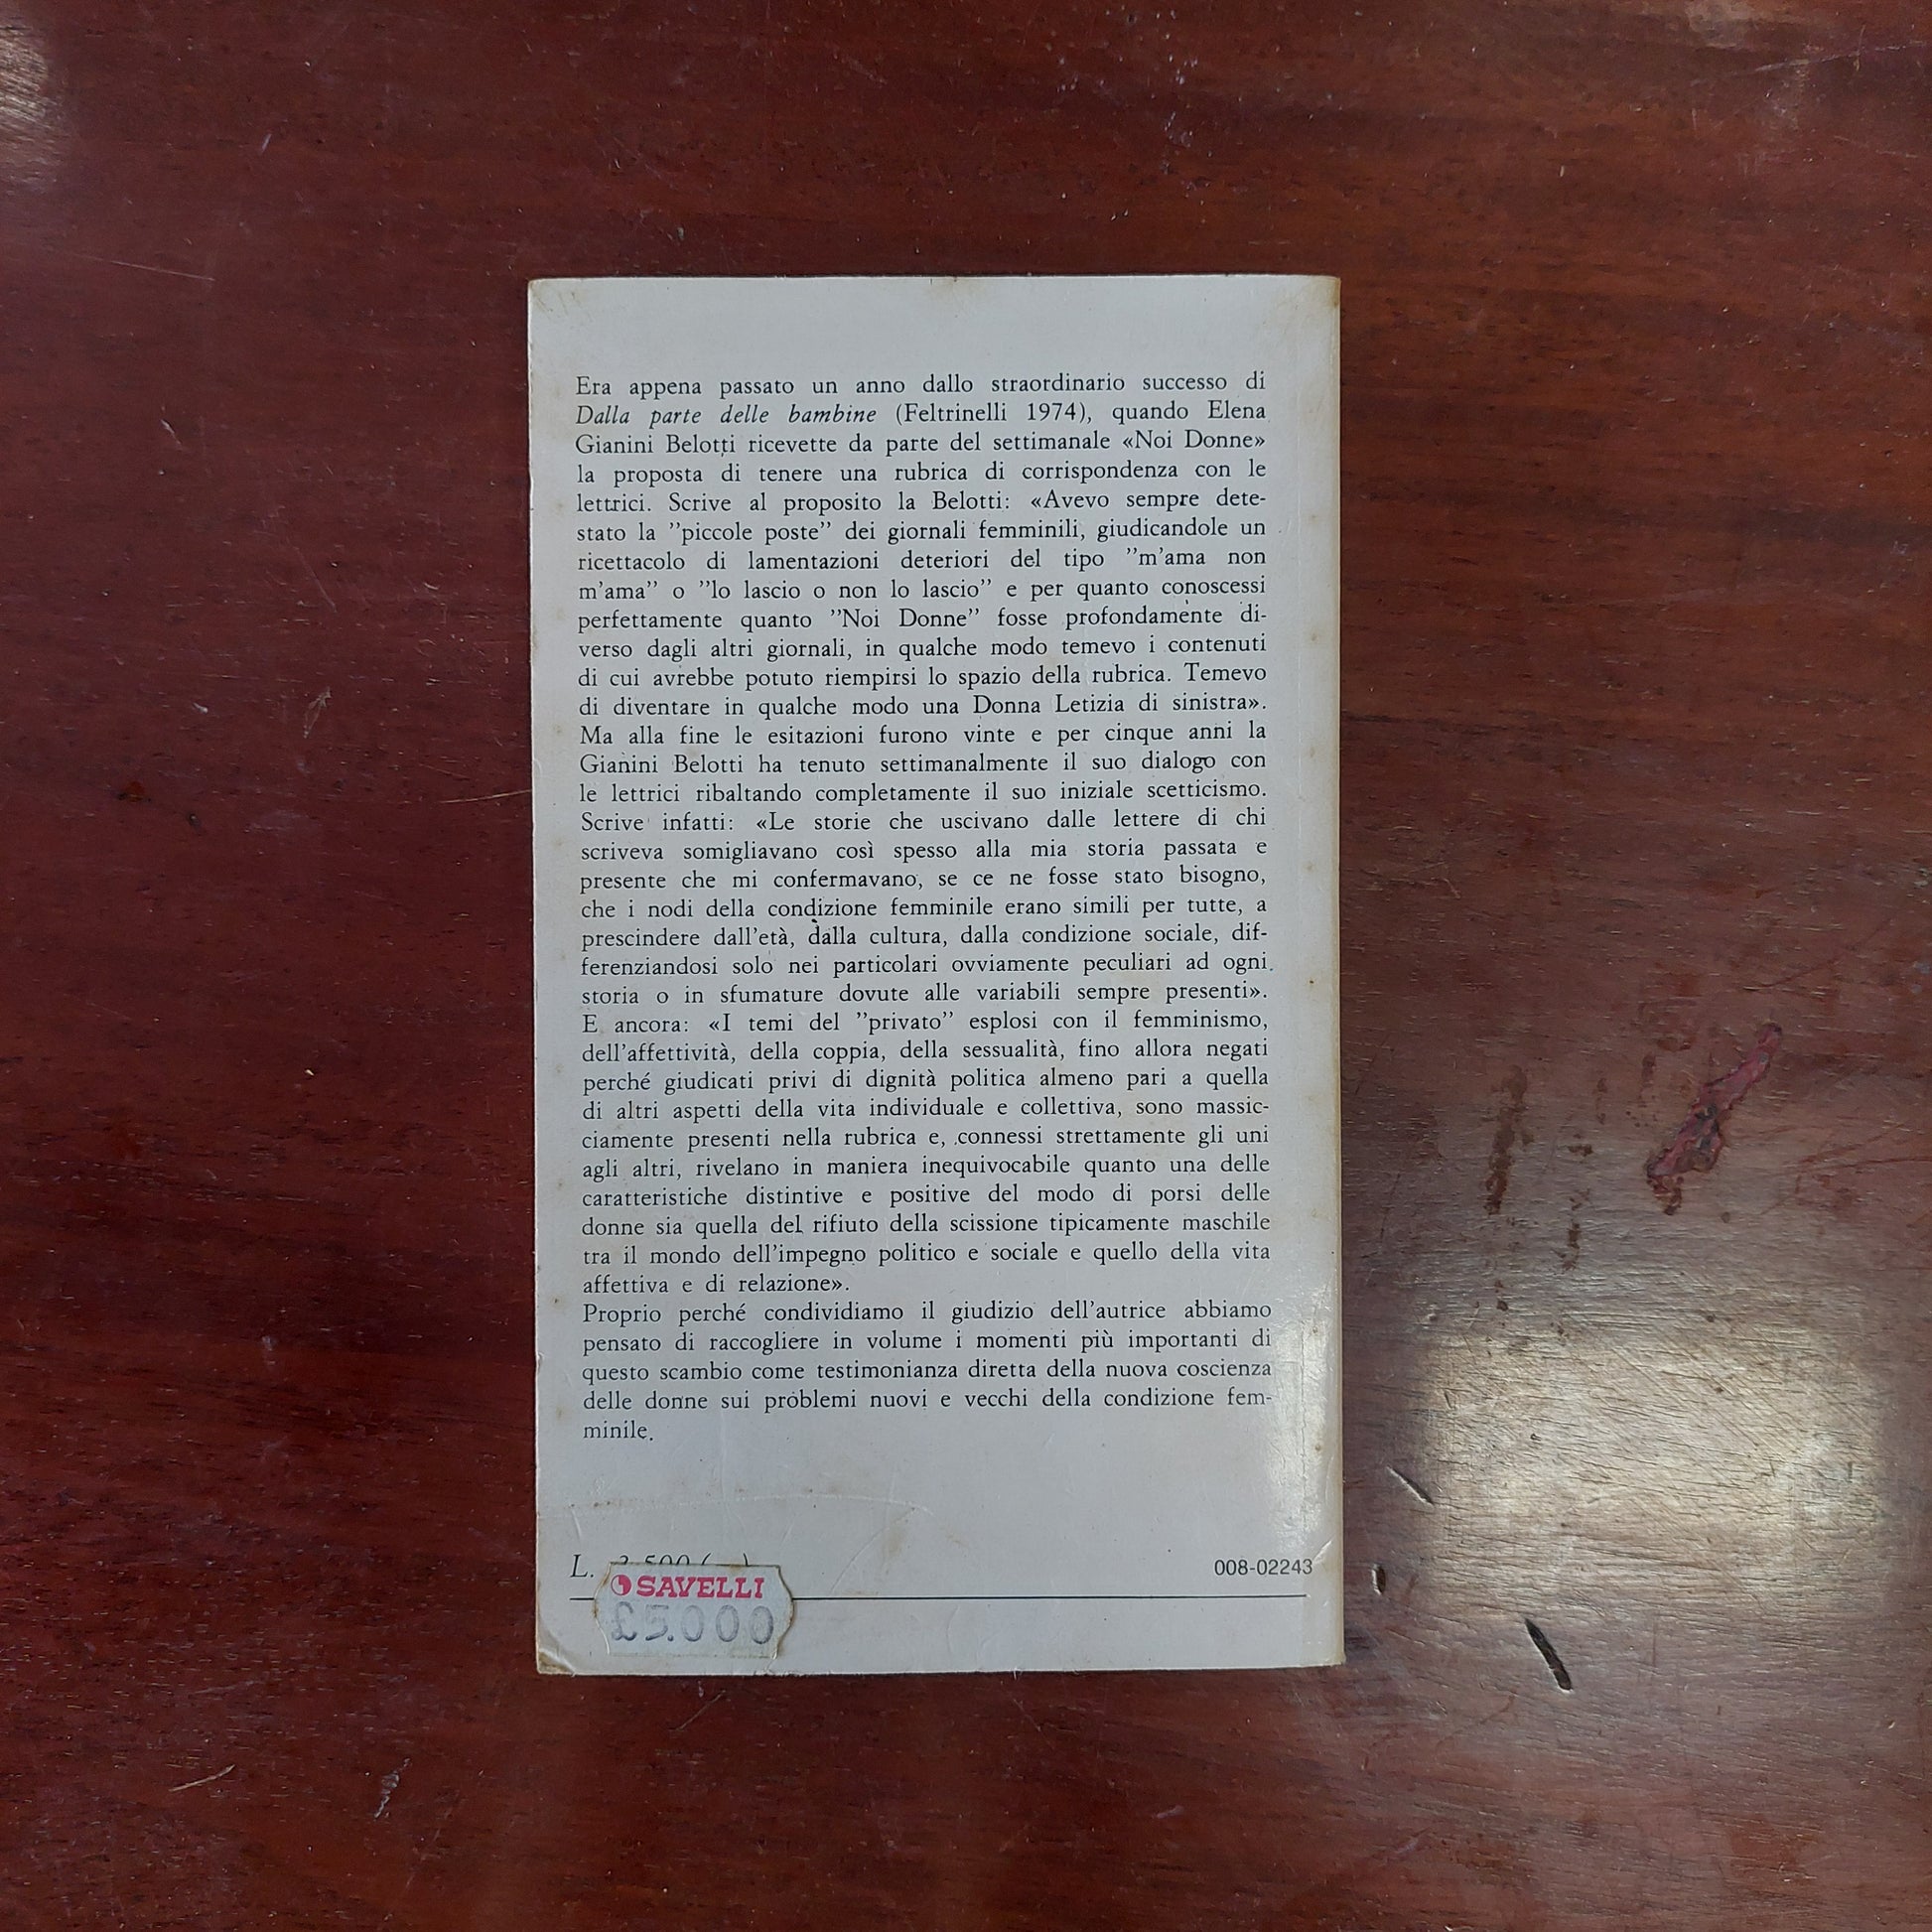 Era appena passato un anno dallo straordinario successo di
Dalla parte delle bambine (Feltrinelli 1974), quando Elena
Gianini Belotti ricevette da parte del settimanale «Noi Donne»
la proposta di tenere una rubrica di corrispondenza con le
lettrici. Scrive al proposito la Belotti: «Avevo sempre dete-
stato la ”piccole poste” dei giornali femminili, giudicandole un
ricettacolo di lamentazioni deteriori del tipo ”m’ama non
m’ama” o ”lo lascio o non lo lascio” e per quanto conoscessi
perfettamente quanto ”Noi Donne” fosse profondamente di-
verso dagli altri giornali, in qualche modo temevo i contenuti
di cui avrebbe potuto riempirsi lo spazio della rubrica. Temevo
di diventare in qualche modo una Donna Letizia di sinistra».
Ma alla fine le esitazioni furono vinte e per cinque anni la
Gianini Belotti ha tenuto settimanalmente il suo dialogo con
le lettrici ribaltando completamente il suo iniziale scetticismo.
Scrive infatti: «Le storie che uscivano dalle lettere di chi
scriveva somigliavano così spesso alla mia storia passata e
presente che mi confermavano, se ce ne fosse stato bisogno,
che i nodi della condizione femminile erano simili per tutte, a
prescindere dall’età, dalla cultura, dalla condizione sociale, dif-
ferenziandosi solo nei particolari ovviamente peculiari ad ogni
storia o in sfumature dovute alle variabili sempre presenti».
E ancora: «I temi del ”privato” esplosi con il femminismo,
dell’affettività, della coppia, della sessualità, fino allora negati
perché giudicati privi di dignità politica almeno pari a quella
di altri aspetti della vita individuale e collettiva, sono massic-
ciamente presenti nella rubrica e, connessi strettamente gli uni
agli altri, rivelano in maniera inequivocabile quanto una delle
caratteristiche distintive e positive del modo di porsi delle
donne sia quella del rifiuto della scissione tipicamente maschile
tra il mondo dell’impegno politico e sociale e quello della vita
affettiva e di relazione».
Proprio perché condividiamo il giudizio dell’autrice abbiamo
pensato di raccogliere in volume i momenti più importanti di
questo scambio come testimonianza diretta della nuova coscienza
delle donne sui problemi nuovi e vecchi della condizione fem-
minile.
L.
008-02243
SAVELLI
£5.000